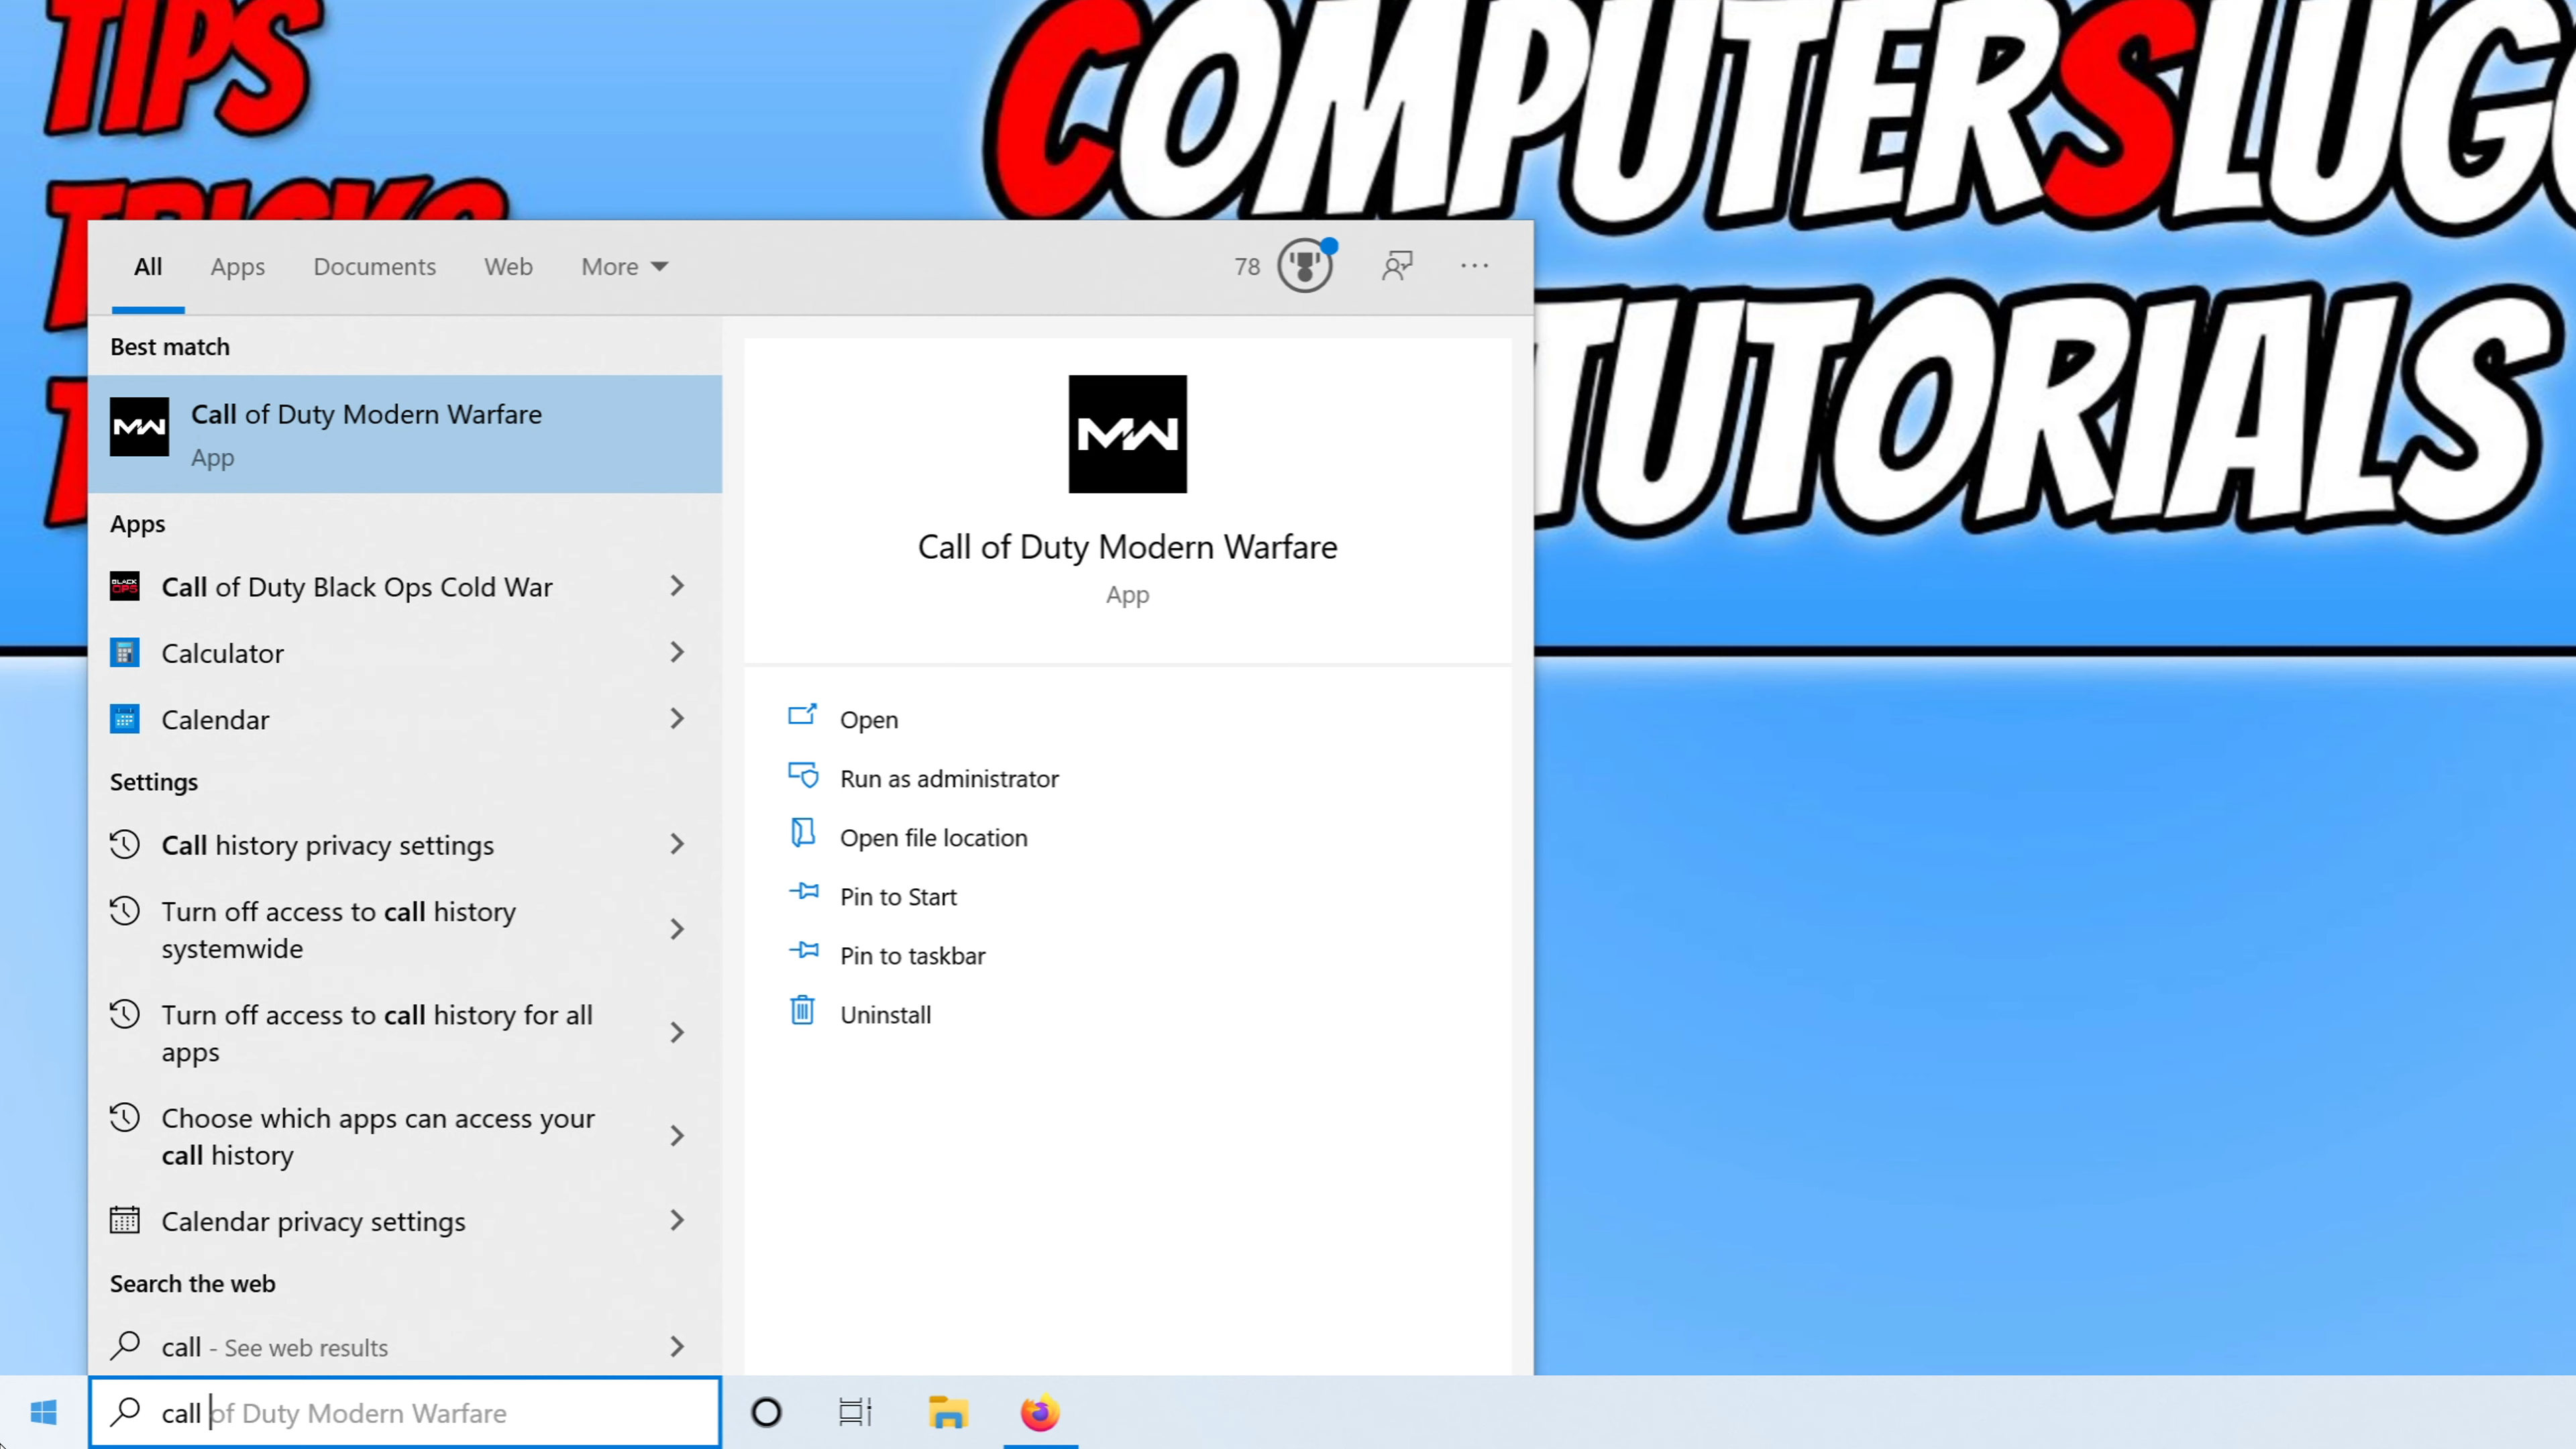 TIPS
COMPUTERSLUG
TUTORIALS
All Apps Documents Web More 78
Best match
MW
Call of Duty Modern Warfare
App
Apps
BLACK
OPS
Call of Duty Black Ops Cold War
Calculator
Calendar
Settings
Call history privacy settings
Turn off access to call history
systemwide
Turn off access to call history for all
apps
Choose which apps can access your
call history
Calendar privacy settings
Search the web
call - See web results
MW
Call of Duty Modern Warfare
App
Open
Run as administrator
Open file location
Pin to Start
Pin to taskbar
Uninstall
call of Duty Modern Warfare